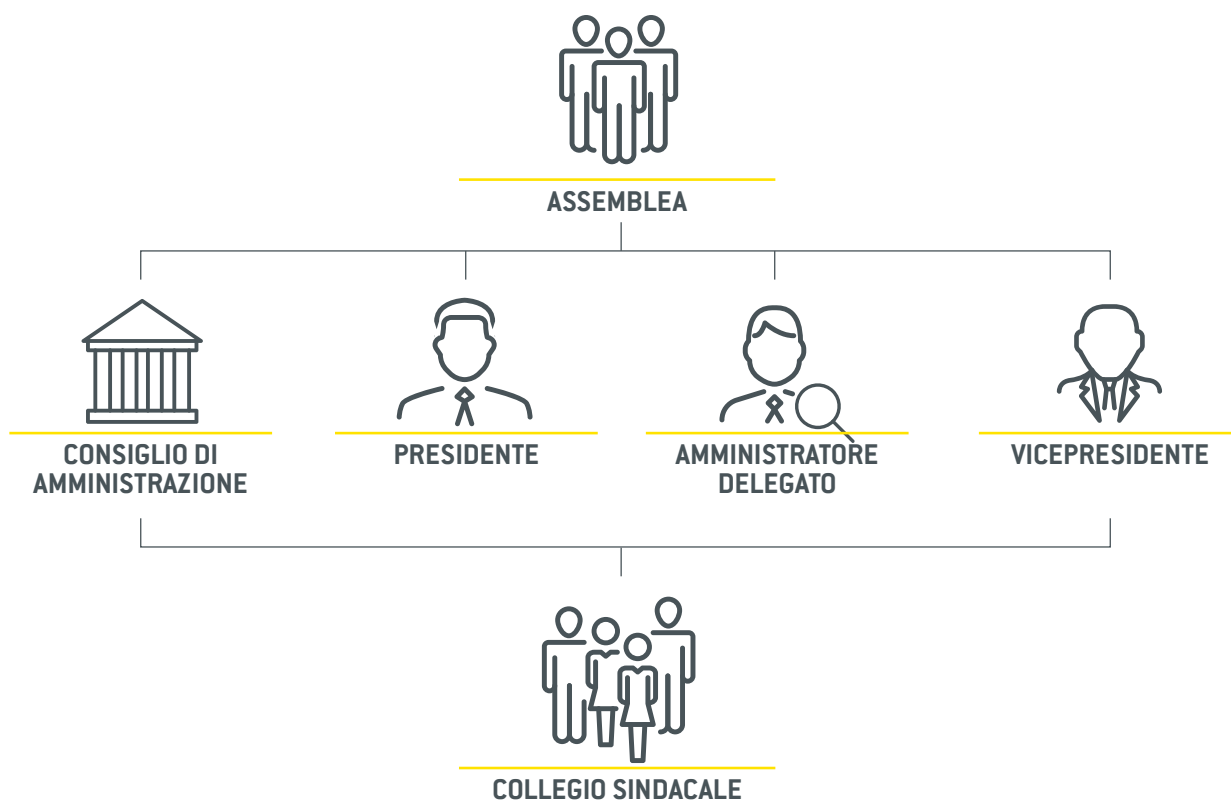 ASSEMBLEA
CONSIGLIO DI
AMMINISTRAZIONE
PRESIDENTE
AMMINISTRATORE
DELEGATO
VICEPRESIDENTE
COLLEGIO SINDACALE